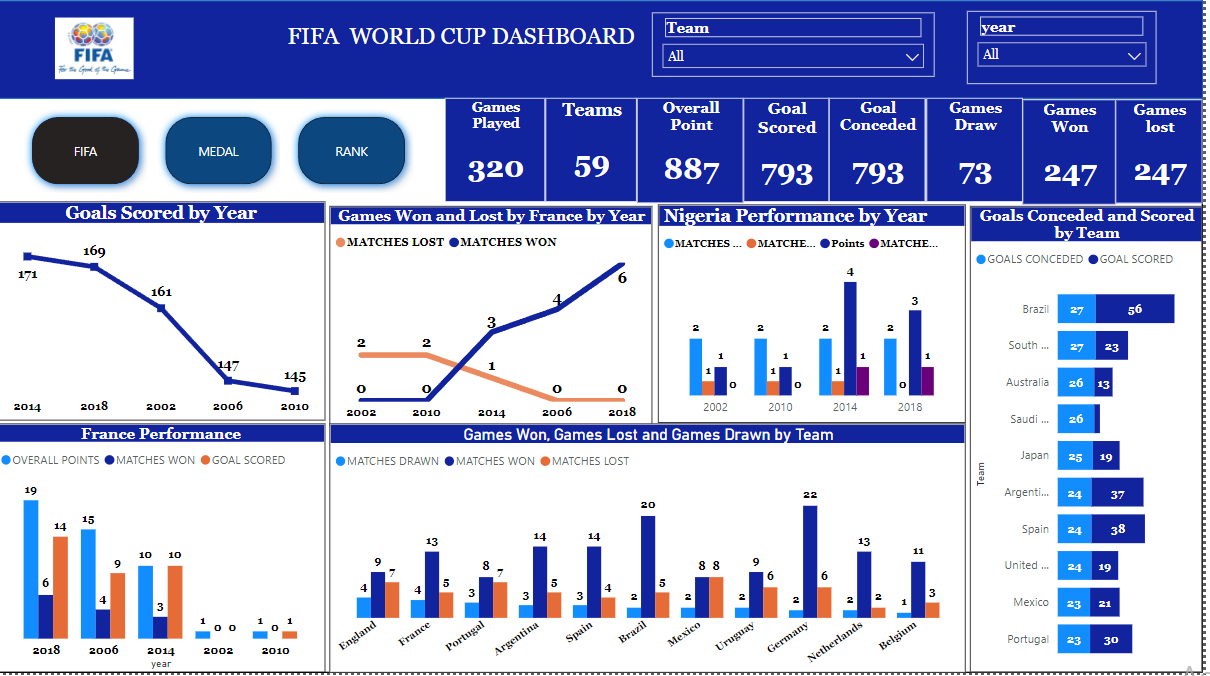 FIFA WORLD CUP DASHBOARD
FIFA
For the Good of the Game
Team
All
year
All
FIFA
MEDAL
RANK
Games Played
320
Teams
59
Overall Point
887
Goal Scored
793
Goal Conceded
793
Games Draw
73
Games Won
247
Games lost
247
Goals Scored by Year
171
169
161
147
145
2014 2018 2002 2006 2010
Games Won and Lost by France by Year
MATCHES LOST MATCHES WON
2 2 1 0 0
0 0 3 4 6
2002 2010 2014 2006 2018
Nigeria Performance by Year
MATCHES ... MATCHE... Points MATCHE...
2 1 1 0
2 1 1 0
2 1 4 1
2 0 3 1
2002 2010 2014 2018
Goals Conceded and Scored by Team
GOALS CONCEDED GOAL SCORED
Team
Brazil 27 56
South ... 27 23
Australia 26 13
Saudi ... 26
Japan 25 19
Argenti... 24 37
Spain 24 38
United ... 24 19
Mexico 23 21
Portugal 23 30
France Performance
OVERALL POINTS MATCHES WON GOAL SCORED
19 6 14
15 4 9
10 3 10
1 0 0
1 0 1
2018 2006 2014 2002 2010
year
Games Won, Games Lost and Games Drawn by Team
MATCHES DRAWN MATCHES WON MATCHES LOST
4 9 7
4 13 5
3 8 7
3 14 5
3 14 4
2 20 5
2 8 8
2 9 6
2 22 6
2 13 2
1 11 3
England France Portugal Argentina Spain Brazil Mexico Uruguay Germany Netherlands Belgium